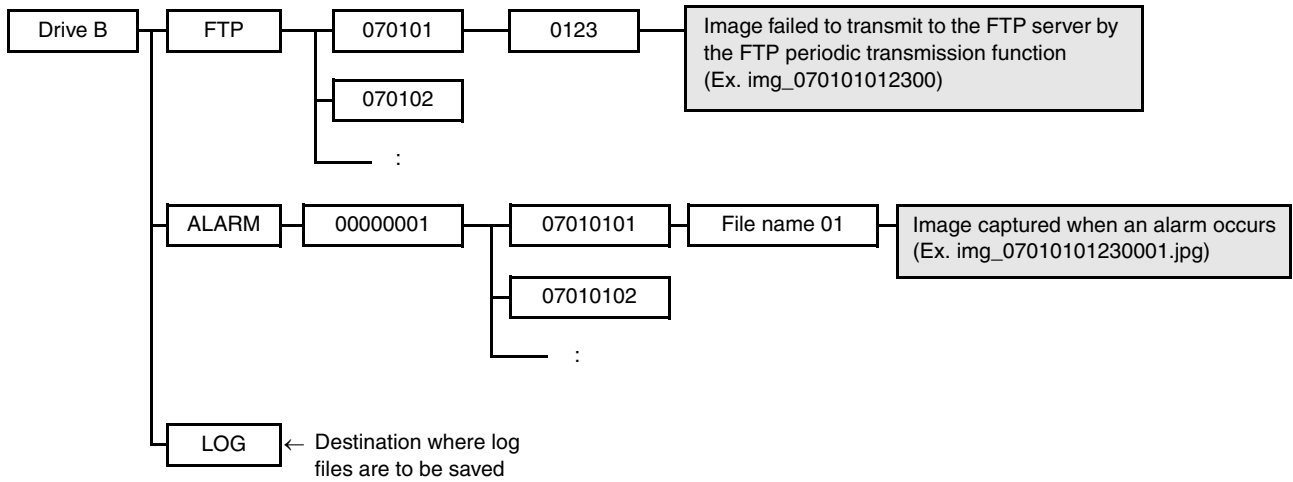 Drive B
FTP
070101
0123
Image failed to transmit to the FTP server by
the FTP periodic transmission function
(Ex. img_070101012300)
070102
:
ALARM
00000001
07010101
File name 01
Image captured when an alarm occurs
(Ex. img_07010101230001.jpg)
07010102
:
LOG
← Destination where log
files are to be saved